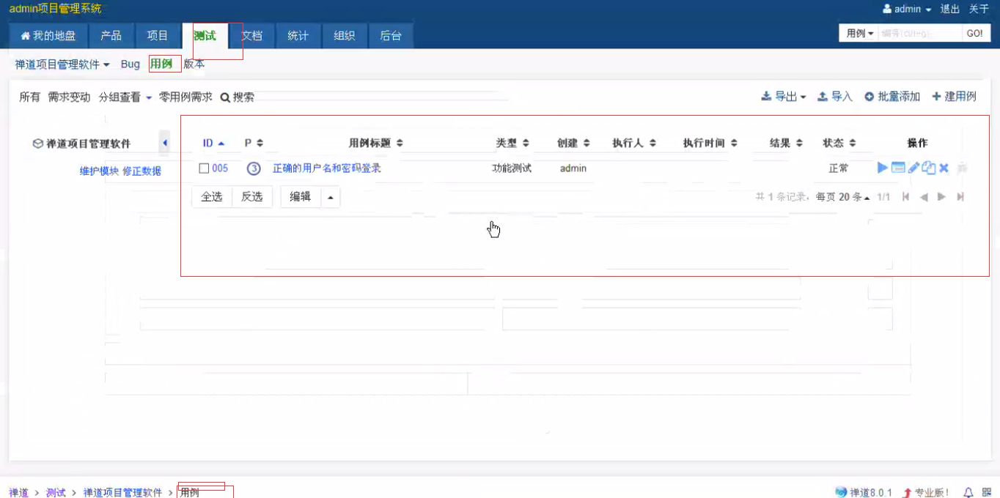 admin项目管理系统 admin 退出 关于
我的地盘 产品 项目 测试 文档 统计 组织 后台 用例 编号(Ctrl+g) GO!
禅道项目管理软件 Bug 用例 版本
所有 需求变动 分组查看 零用例需求 搜索 导出 导入 批量添加 建用例
禅道项目管理软件 ID P 用例标题 类型 创建 执行人 执行时间 结果 状态 操作
维护模块 修正数据 005 3 正确的用户名和密码登录 功能测试 admin 正常
全选 反选 编辑 共 1 条记录，每页 20 条 1/1
禅道 > 测试 > 禅道项目管理软件 > 用例 禅道8.0.1 专业版!